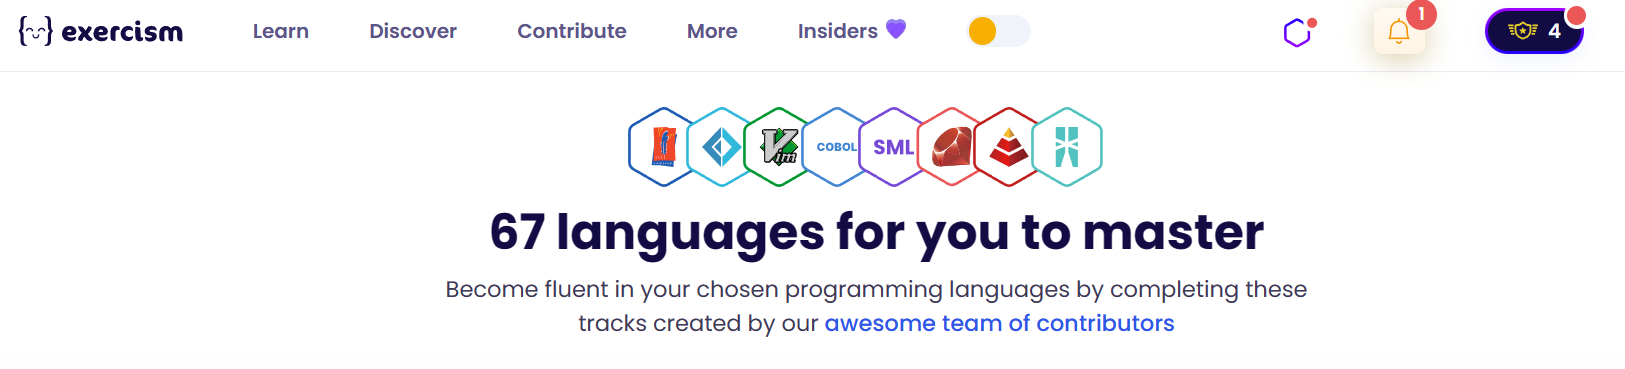 exercism Learn Discover Contribute More Insiders 1 4
Vim COBOL SML
67 languages for you to master
Become fluent in your chosen programming languages by completing these
tracks created by our awesome team of contributors